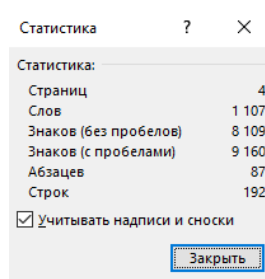 Статистика ? ×
Статистика:
Страниц 4
Слов 1 107
Знаков (без пробелов) 8 109
Знаков (с пробелами) 9 160
Абзацев 87
Строк 192
Учитывать надписи и сноски
Закрыть